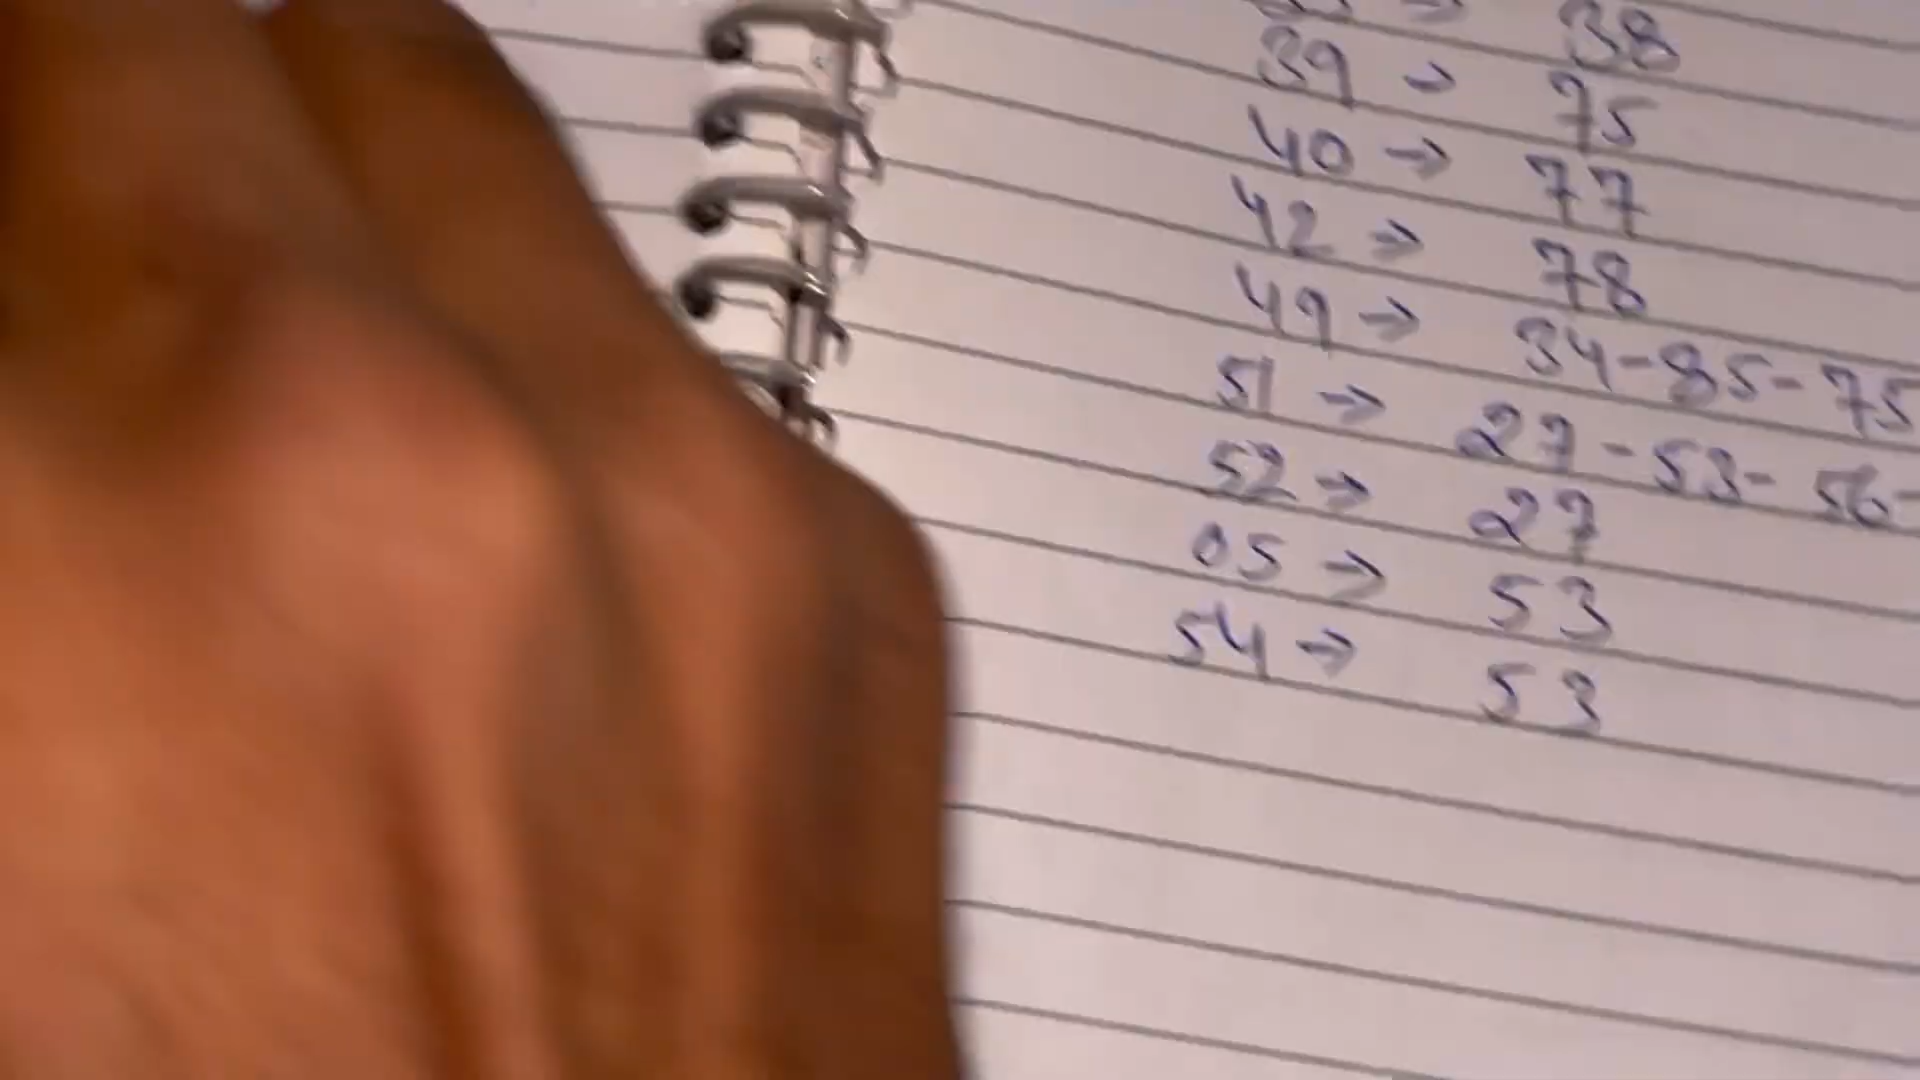 → 38
39 → 75
40 → 77
42 → 78
49 → 34-85-75
51 → 27-53-56-
52 → 27
05 → 53
54 → 53